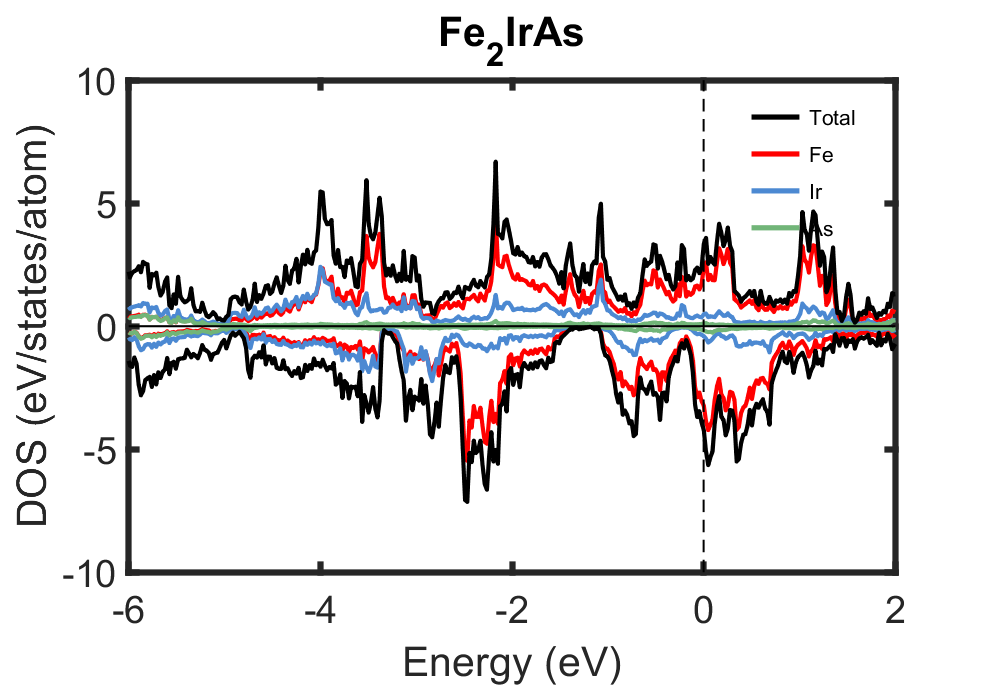 Fe₂IrAs
10
5
0
-5
-10
DOS (eV/states/atom)
Total
Fe
Ir
As
-6
-4
-2
0
2
Energy (eV)